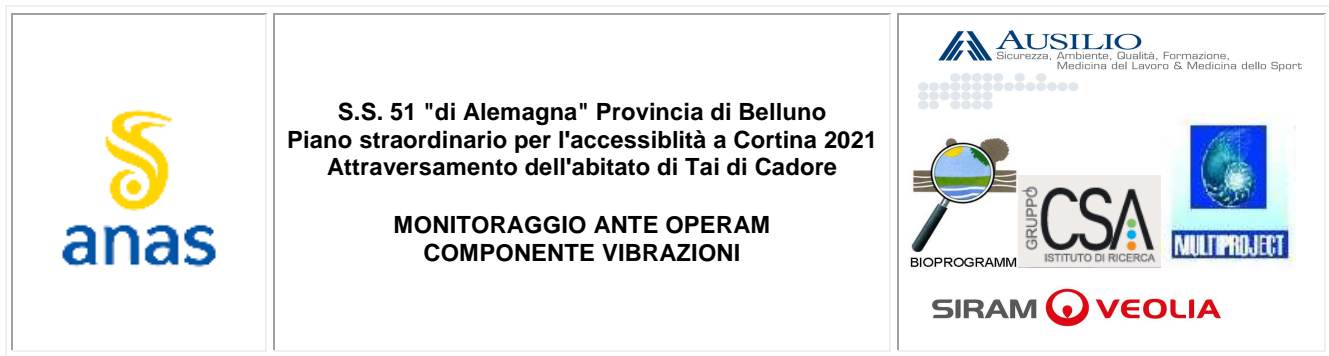 anas
S.S. 51 "di Alemagna" Provincia di Belluno
Piano straordinario per l'accessiblità a Cortina 2021
Attraversamento dell'abitato di Tai di Cadore
MONITORAGGIO ANTE OPERAM
COMPONENTE VIBRAZIONI
AUSILIO
Sicurezza, Ambiente, Qualità, Formazione,
Medicina del Lavoro & Medicina dello Sport
BIOPROGRAMM
GRUPPO
CSA
ISTITUTO DI RICERCA
MULTIPROJECT
SIRAM VEOLIA